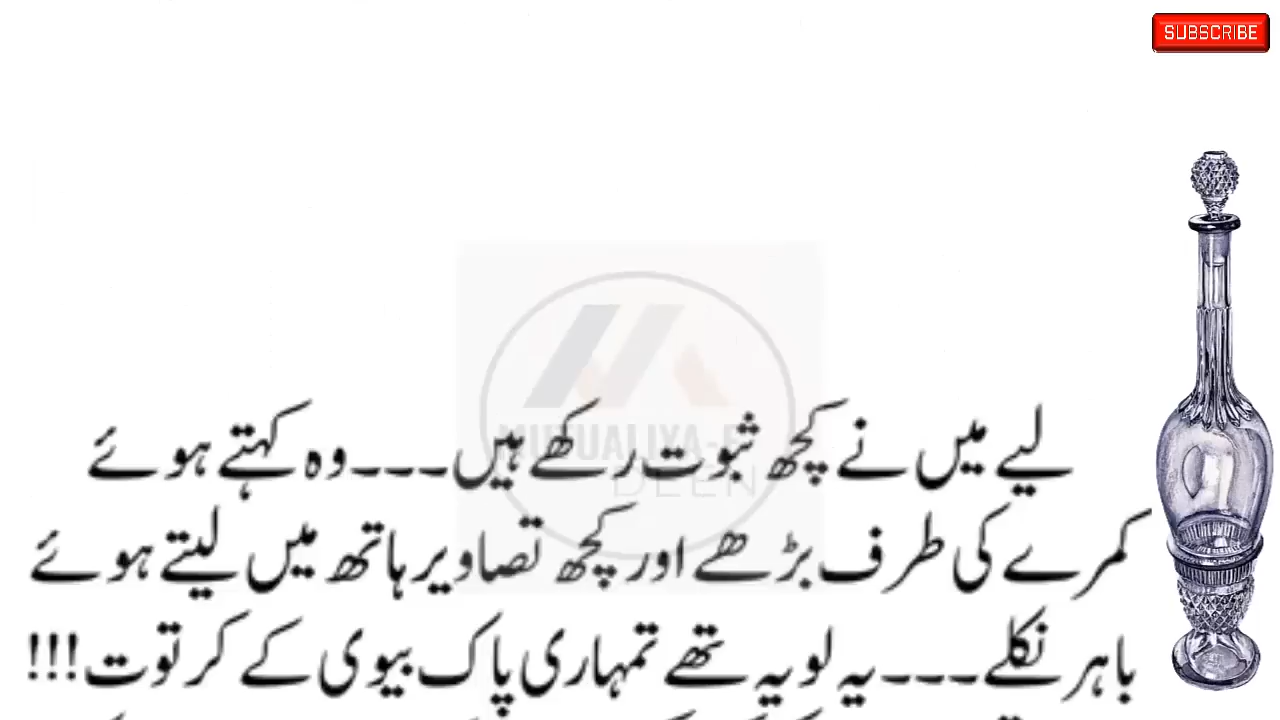 SUBSCRIBE
لیے میں نے کچھ ثبوت رکھے ہیں۔۔۔وہ کہتے ہوئے
کمرے کی طرف بڑھے اور کچھ تصاویر ہاتھ میں لیتے ہوئے
باہر نکلے۔۔۔یہ لو یہ تھے تمہاری پاک بیوی کے کرتوت!!!
DEEN